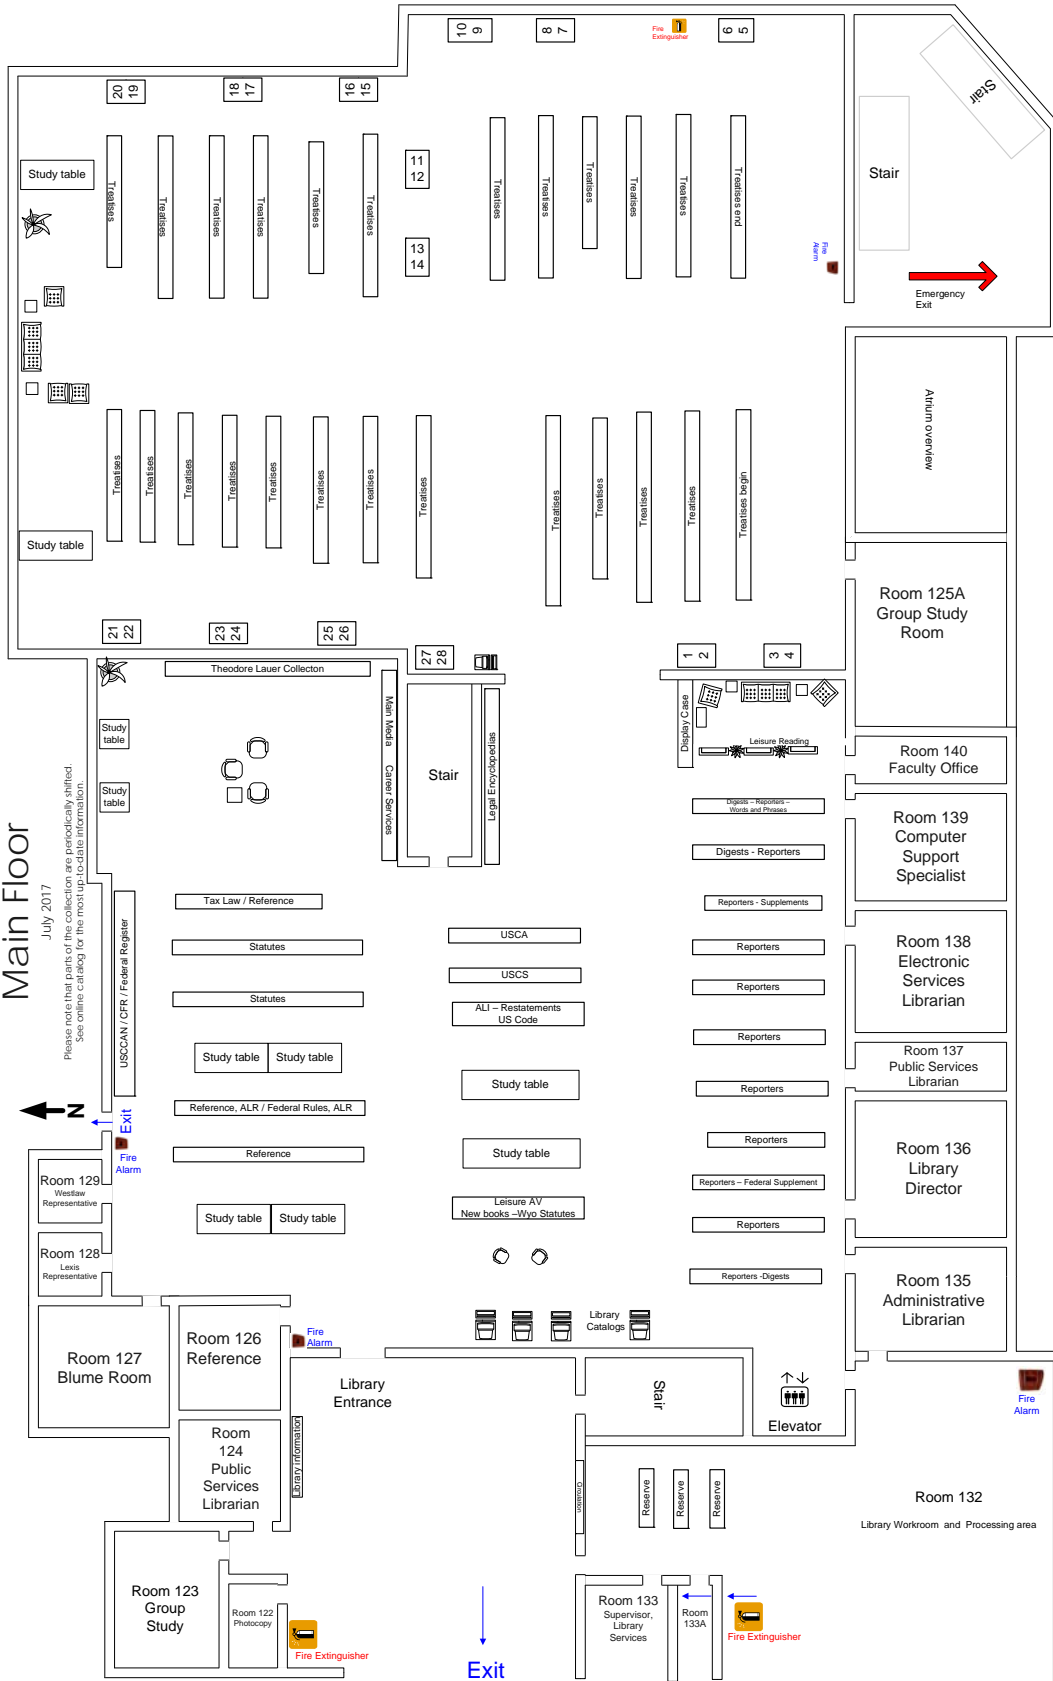 Main Floor
July 2017
Please note that parts of the collection are periodically shifted.
See online catalog for the most up-to-date information.
N
10
9
8
7
Fire
Extinguisher
6
5
20
19
18
17
16
15
11
12
13
14
Stair
Stair
Study table
Treatises
Treatises
Treatises
Treatises
Treatises
Treatises
Treatises
Treatises
Treatises
Treatises
Treatises
Treatises end
Fire
Alarm
Emergency
Exit
Atrium overview
Treatises
Treatises
Treatises
Treatises
Treatises
Treatises
Treatises
Treatises
Treatises
Treatises
Treatises
Treatises
Treatises begin
Study table
Room 125A
Group Study
Room
21
22
23
24
25
26
27
28
1
2
3
4
Theodore Lauer Collecton
Main Media    Career Services
Stair
Legal Encyclopedias
Display Case
Leisure Reading
Study
table
Study
table
Room 140
Faculty Office
Digests – Reporters –
Words and Phrases
Digests - Reporters
Reporters - Supplements
Reporters
Reporters
Reporters
Reporters
Reporters
Reporters – Federal Supplement
Reporters
Reporters -Digests
Room 139
Computer
Support
Specialist
Room 138
Electronic
Services
Librarian
Room 137
Public Services
Librarian
Room 136
Library
Director
Room 135
Administrative
Librarian
USCCAN / CFR / Federal Register
Tax Law / Reference
Statutes
Statutes
Study table
Study table
Reference, ALR / Federal Rules, ALR
Reference
Study table
Study table
USCA
USCS
ALI – Restatements
US Code
Study table
Study table
Leisure AV
New books –Wyo Statutes
Exit
Fire
Alarm
Room 129
Westlaw
Representative
Room 128
Lexis
Representative
Room 127
Blume Room
Room 126
Reference
Fire
Alarm
Library
Catalogs
Library
Entrance
Stair
Elevator
Fire
Alarm
Room
124
Public
Services
Librarian
Library information
Circulation
Reserve
Reserve
Reserve
Room 132
Library Workroom and Processing area
Room 123
Group
Study
Room 122
Photocopy
Fire Extinguisher
Exit
Room 133
Supervisor,
Library
Services
Room
133A
Fire Extinguisher